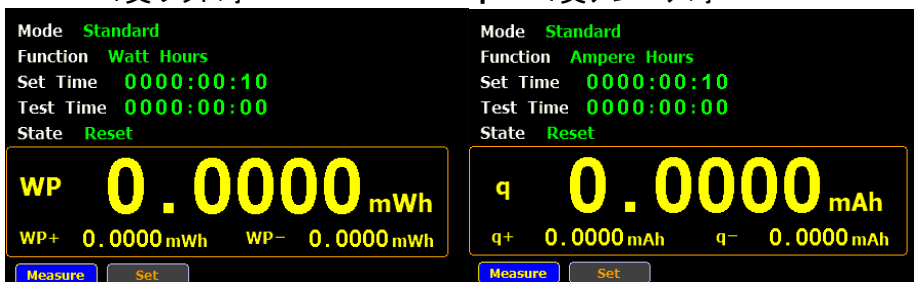 Mode Standard
Function Watt Hours
Set Time 0000:00:10
Test Time 0000:00:00
State Reset
WP 0.0000 mWh
WP+ 0.0000 mWh WP- 0.0000 mWh
Measure Set
Mode Standard
Function Ampere Hours
Set Time 0000:00:10
Test Time 0000:00:00
State Reset
q 0.0000 mAh
q+ 0.0000 mAh q- 0.0000 mAh
Measure Set